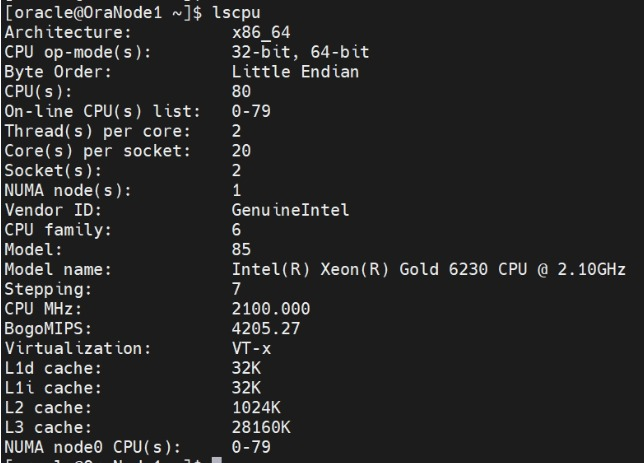 [oracle@OraNode1 ~]$ lscpu
Architecture: x86_64
CPU op-mode(s): 32-bit, 64-bit
Byte Order: Little Endian
CPU(s): 80
On-line CPU(s) list: 0-79
Thread(s) per core: 2
Core(s) per socket: 20
Socket(s): 2
NUMA node(s): 1
Vendor ID: GenuineIntel
CPU family: 6
Model: 85
Model name: Intel(R) Xeon(R) Gold 6230 CPU @ 2.10GHz
Stepping: 7
CPU MHz: 2100.000
BogoMIPS: 4205.27
Virtualization: VT-x
L1d cache: 32K
L1i cache: 32K
L2 cache: 1024K
L3 cache: 28160K
NUMA node0 CPU(s): 0-79
[oracle@OraNode1 ~]$